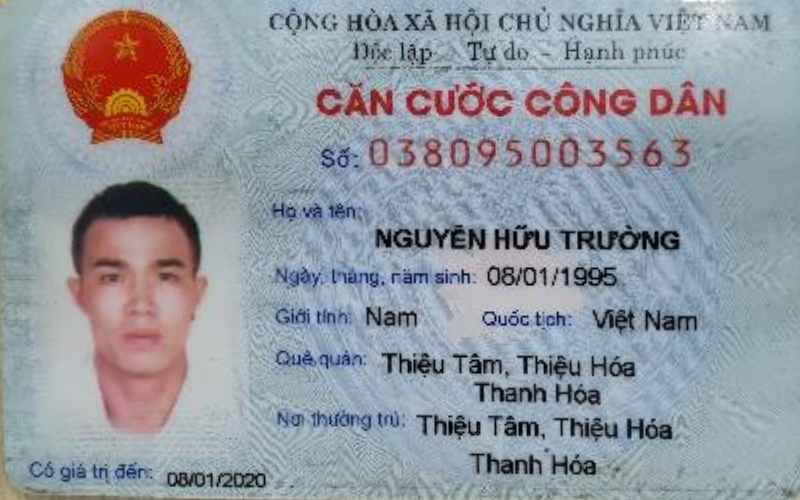 CỘNG HÒA XÃ HỘI CHỦ NGHĨA VIỆT NAM
Độc lập - Tự do - Hạnh phúc
CĂN CƯỚC CÔNG DÂN
Số: 038095003563
Họ và tên:
NGUYỄN HỮU TRƯỜNG
Ngày, tháng, năm sinh: 08/01/1995
Giới tính: Nam Quốc tịch: Việt Nam
Quê quán: Thiệu Tâm, Thiệu Hóa
Thanh Hóa
Nơi thường trú: Thiệu Tâm, Thiệu Hóa
Thanh Hóa
Có giá trị đến: 08/01/2020